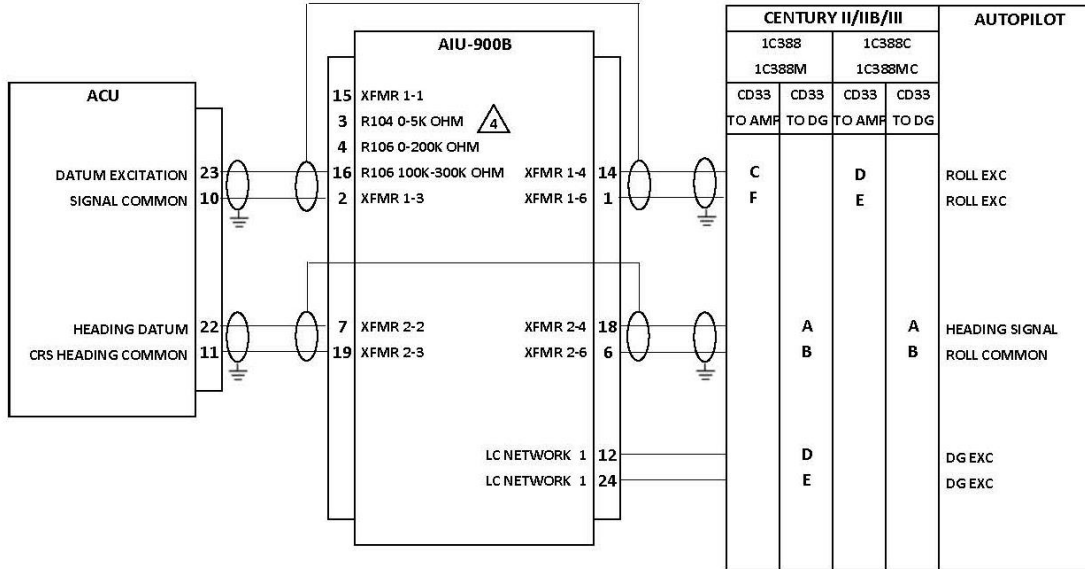 CENTURY II/IIB/III AUTOPILOT
AIU-900B 1C388 1C388C
1C388M 1C388MC
ACU 15 XFMR 1-1 CD33 CD33 CD33 CD33
3 R104 0-5K OHM 4 TO AMP TO DG TO AMP TO DG
4 R106 0-200K OHM
DATUM EXCITATION 23 16 R106 100K-300K OHM XFMR 1-4 14 C D ROLL EXC
SIGNAL COMMON 10 2 XFMR 1-3 XFMR 1-6 1 F E ROLL EXC
HEADING DATUM 22 7 XFMR 2-2 XFMR 2-4 18 A A HEADING SIGNAL
CRS HEADING COMMON 11 19 XFMR 2-3 XFMR 2-6 6 B B ROLL COMMON
LC NETWORK 1 12 D DG EXC
LC NETWORK 1 24 E DG EXC